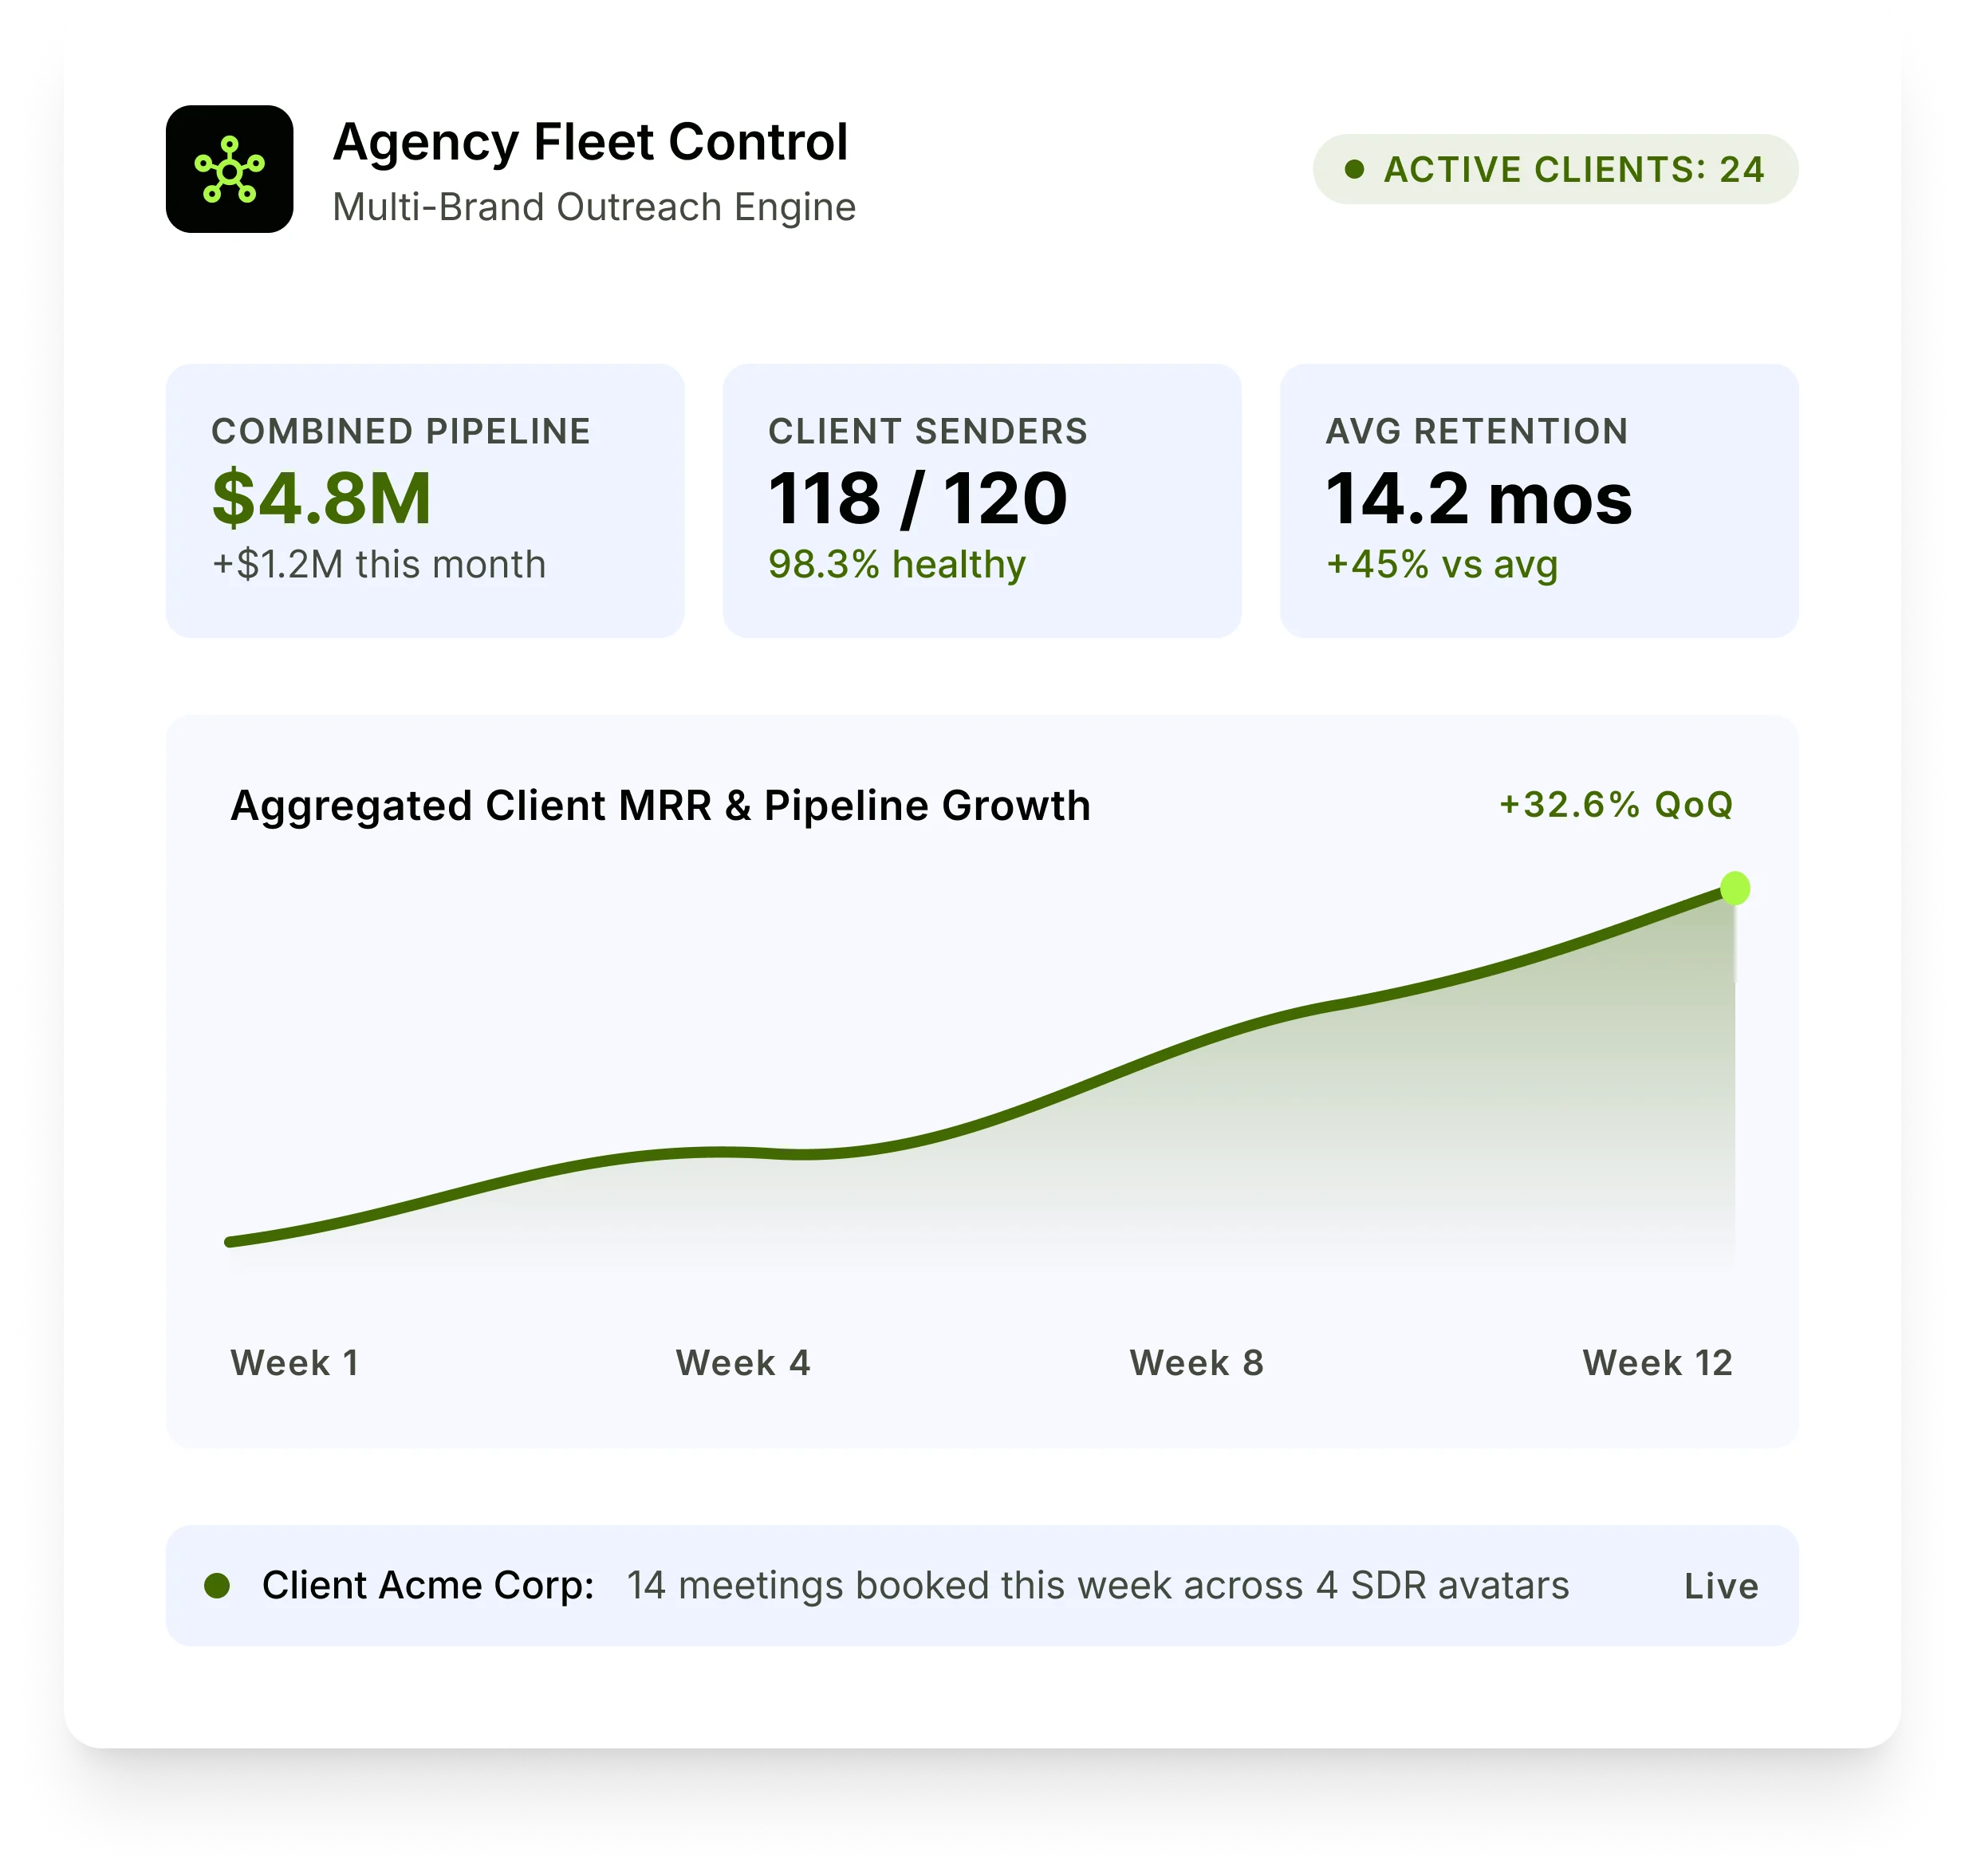 Agency Fleet Control
Multi-Brand Outreach Engine
ACTIVE CLIENTS: 24
COMBINED PIPELINE
$4.8M
+$1.2M this month
CLIENT SENDERS
118 / 120
98.3% healthy
AVG RETENTION
14.2 mos
+45% vs avg
Aggregated Client MRR & Pipeline Growth
+32.6% QoQ
Week 1
Week 4
Week 8
Week 12
Client Acme Corp: 14 meetings booked this week across 4 SDR avatars
Live